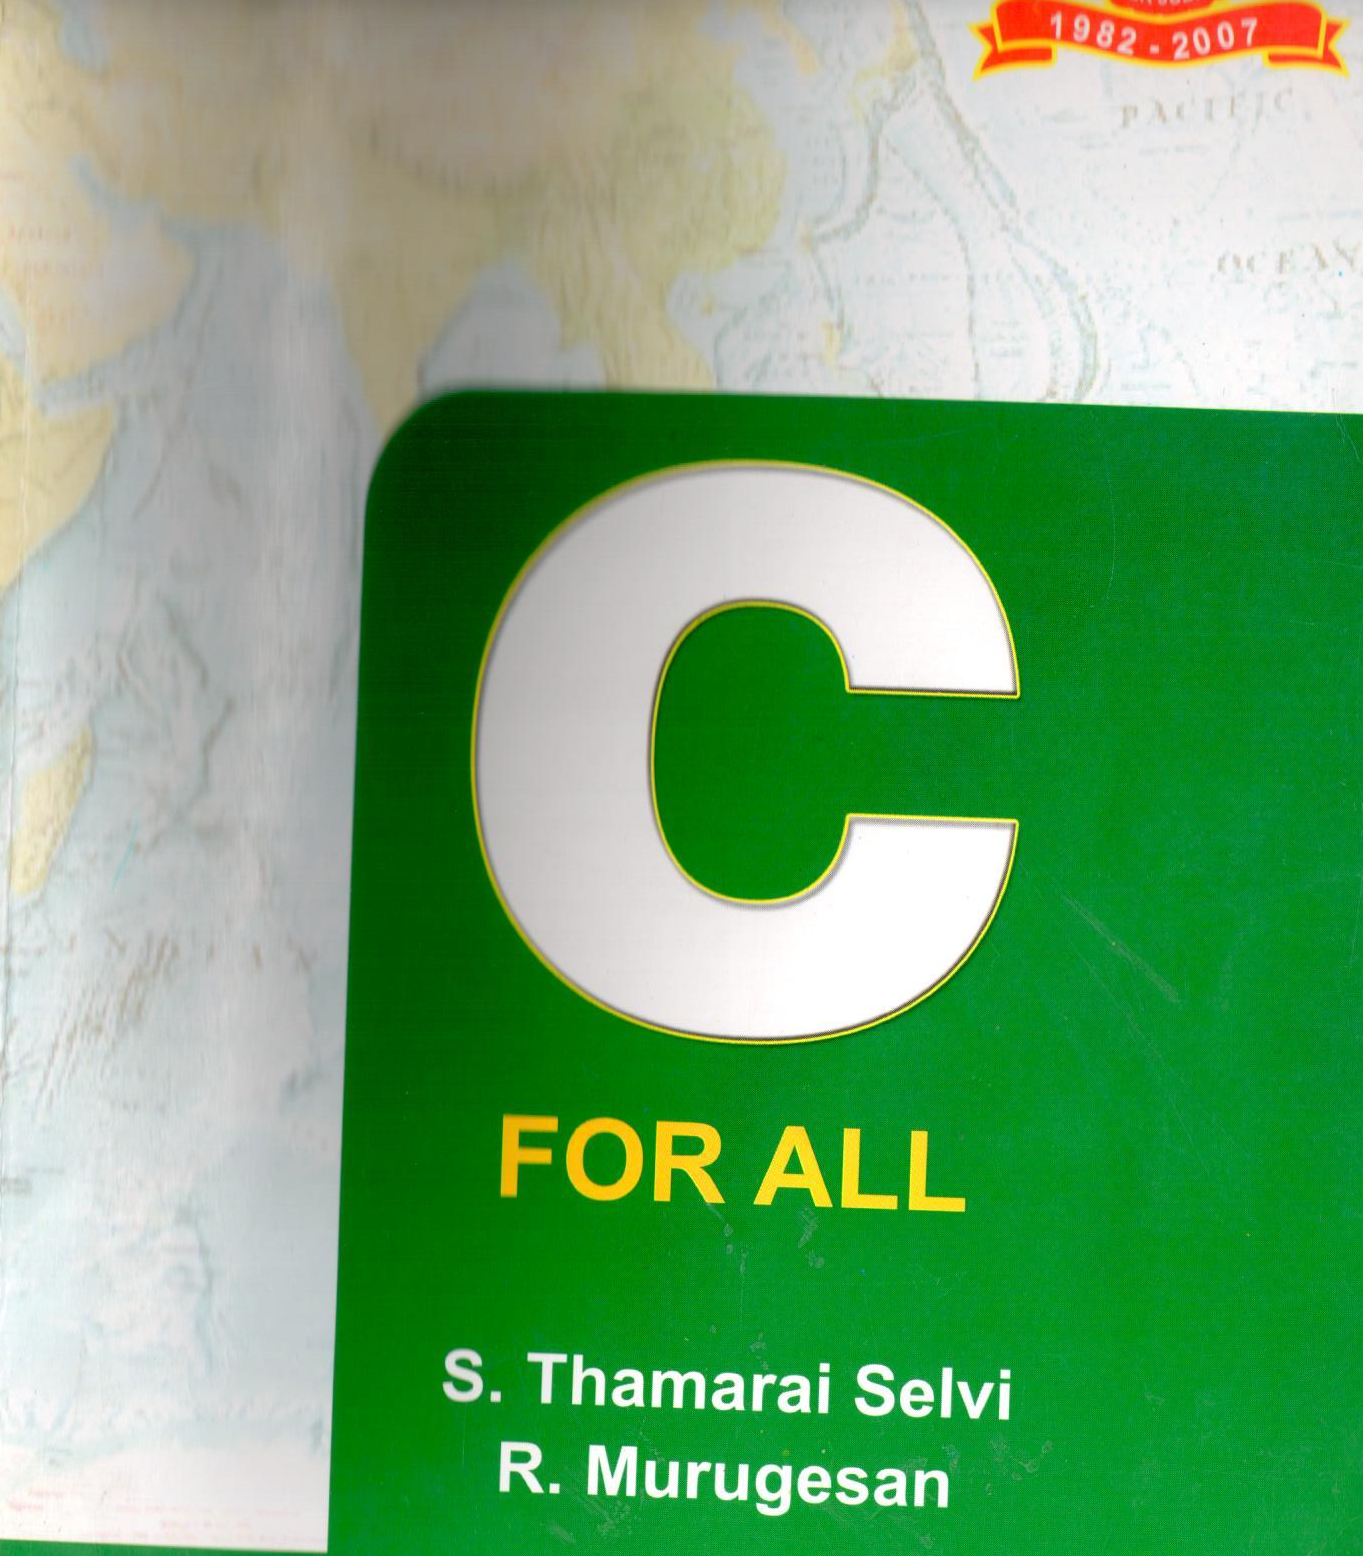 1982 - 2007
PACIFIC
OCEAN
C
FOR ALL
S. Thamarai Selvi
R. Murugesan